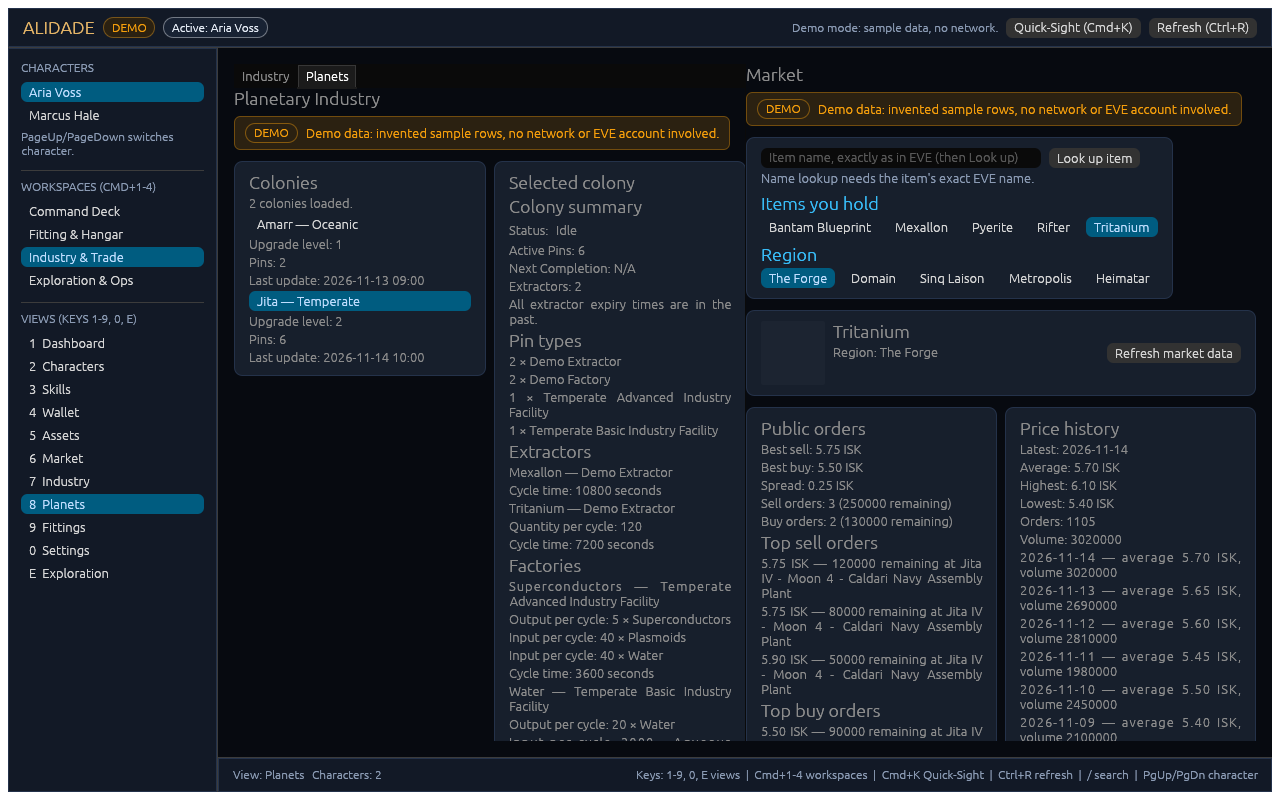 ALIDADE DEMO Active: Aria Voss
Demo mode: sample data, no network. Quick-Sight (Cmd+K) Refresh (Ctrl+R)
CHARACTERS
Aria Voss
Marcus Hale
PageUp/PageDown switches
character.
WORKSPACES (CMD+1-4)
Command Deck
Fitting & Hangar
Industry & Trade
Exploration & Ops
VIEWS (KEYS 1-9, 0, E)
1 Dashboard
2 Characters
3 Skills
4 Wallet
5 Assets
6 Market
7 Industry
8 Planets
9 Fittings
0 Settings
E Exploration
Industry Planets
Planetary Industry
DEMO Demo data: invented sample rows, no network or EVE account involved.
Colonies
2 colonies loaded.
Amarr — Oceanic
Upgrade level: 1
Pins: 2
Last update: 2026-11-13 09:00
Jita — Temperate
Upgrade level: 2
Pins: 6
Last update: 2026-11-14 10:00
Selected colony
Colony summary
Status: Idle
Active Pins: 6
Next Completion: N/A
Extractors: 2
All extractor expiry times are in the
past.
Pin types
2 × Demo Extractor
2 × Demo Factory
1 × Temperate Advanced Industry
Facility
1 × Temperate Basic Industry Facility
Extractors
Mexallon — Demo Extractor
Cycle time: 10800 seconds
Tritanium — Demo Extractor
Quantity per cycle: 120
Cycle time: 7200 seconds
Factories
Superconductors — Temperate
Advanced Industry Facility
Output per cycle: 5 × Superconductors
Input per cycle: 40 × Plasmoids
Input per cycle: 40 × Water
Cycle time: 3600 seconds
Water — Temperate Basic Industry
Facility
Output per cycle: 20 × Water
Input per cycle: 3000 × Aqueous
Market
DEMO Demo data: invented sample rows, no network or EVE account involved.
Item name, exactly as in EVE (then Look up) Look up item
Name lookup needs the item's exact EVE name.
Items you hold
Bantam Blueprint Mexallon Pyerite Rifter Tritanium
Region
The Forge Domain Sinq Laison Metropolis Heimatar
Tritanium
Region: The Forge
Refresh market data
Public orders
Best sell: 5.75 ISK
Best buy: 5.50 ISK
Spread: 0.25 ISK
Sell orders: 3 (250000 remaining)
Buy orders: 2 (130000 remaining)
Top sell orders
5.75 ISK — 120000 remaining at Jita
IV - Moon 4 - Caldari Navy Assembly
Plant
5.75 ISK — 80000 remaining at Jita IV
- Moon 4 - Caldari Navy Assembly
Plant
5.90 ISK — 50000 remaining at Jita IV
- Moon 4 - Caldari Navy Assembly
Plant
Top buy orders
5.50 ISK — 90000 remaining at Jita IV
Price history
Latest: 2026-11-14
Average: 5.70 ISK
Highest: 6.10 ISK
Lowest: 5.40 ISK
Orders: 1105
Volume: 3020000
2026-11-14 — average 5.70 ISK,
volume 3020000
2026-11-13 — average 5.65 ISK,
volume 2690000
2026-11-12 — average 5.60 ISK,
volume 2810000
2026-11-11 — average 5.45 ISK,
volume 1980000
2026-11-10 — average 5.50 ISK,
volume 2450000
2026-11-09 — average 5.40 ISK,
volume 2100000
View: Planets Characters: 2
Keys: 1-9, 0, E views | Cmd+1-4 workspaces | Cmd+K Quick-Sight | Ctrl+R refresh | / search | PgUp/PgDn character